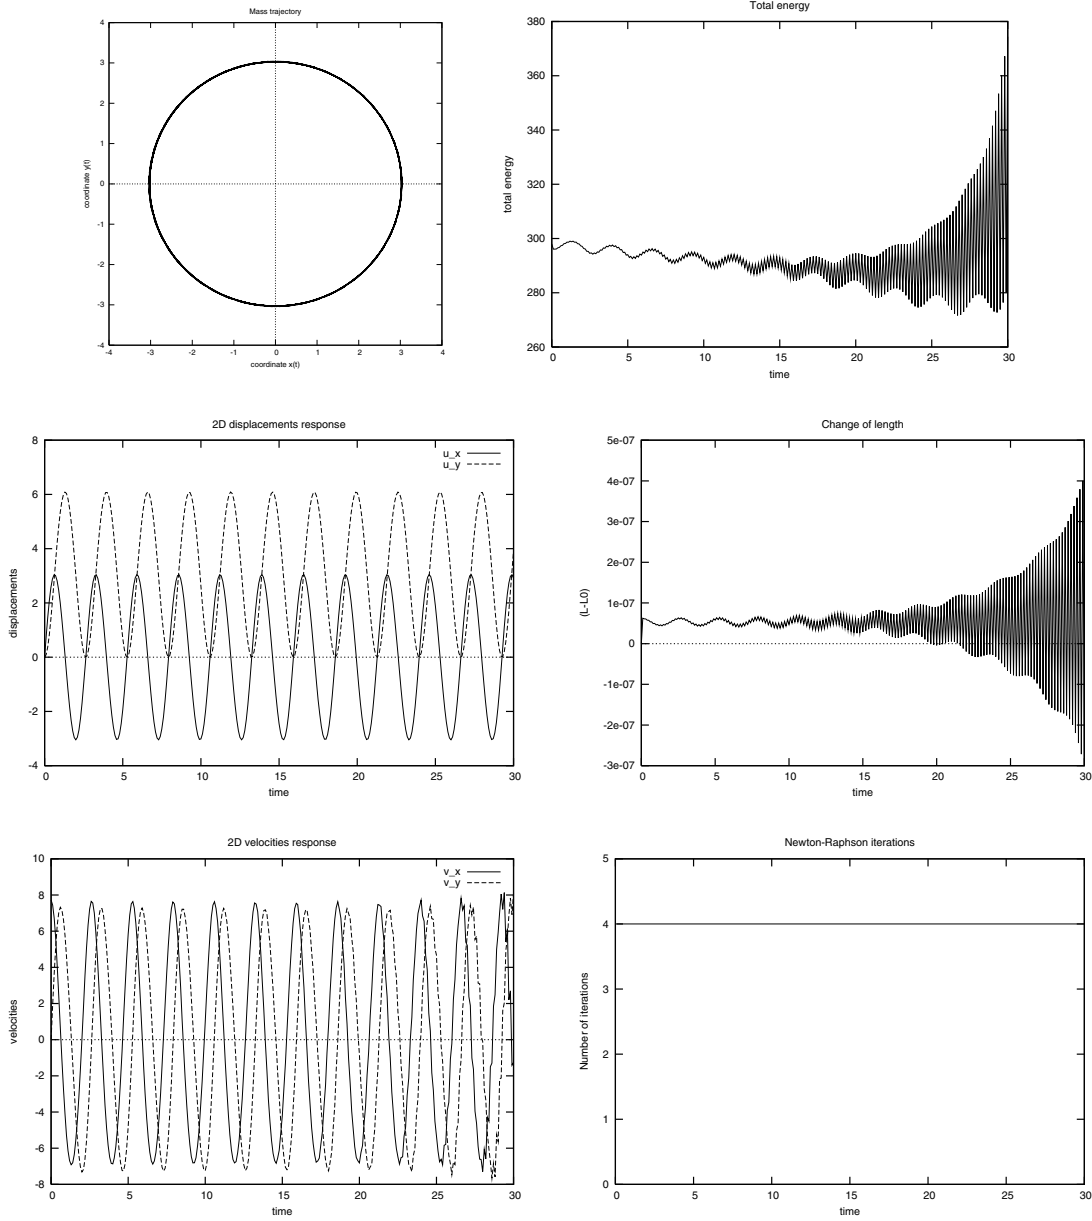 Mass trajectory
4
3
2
1
0
-1
-2
-3
-4
coordinate y(t)
-4 -3 -2 -1 0 1 2 3 4
coordinate x(t)
Total energy
380
360
340
320
300
280
260
total energy
0 5 10 15 20 25 30
time
2D displacements response
8
6
4
2
0
-2
-4
displacements
u_x
u_y
0 5 10 15 20 25 30
time
Change of length
5e-07
4e-07
3e-07
2e-07
1e-07
0
-1e-07
-2e-07
-3e-07
(L-L0)
0 5 10 15 20 25 30
time
2D velocities response
10
8
6
4
2
0
-2
-4
-6
-8
velocities
v_x
v_y
0 5 10 15 20 25 30
time
Newton-Raphson iterations
5
4
3
2
1
0
Number of iterations
0 5 10 15 20 25 30
time